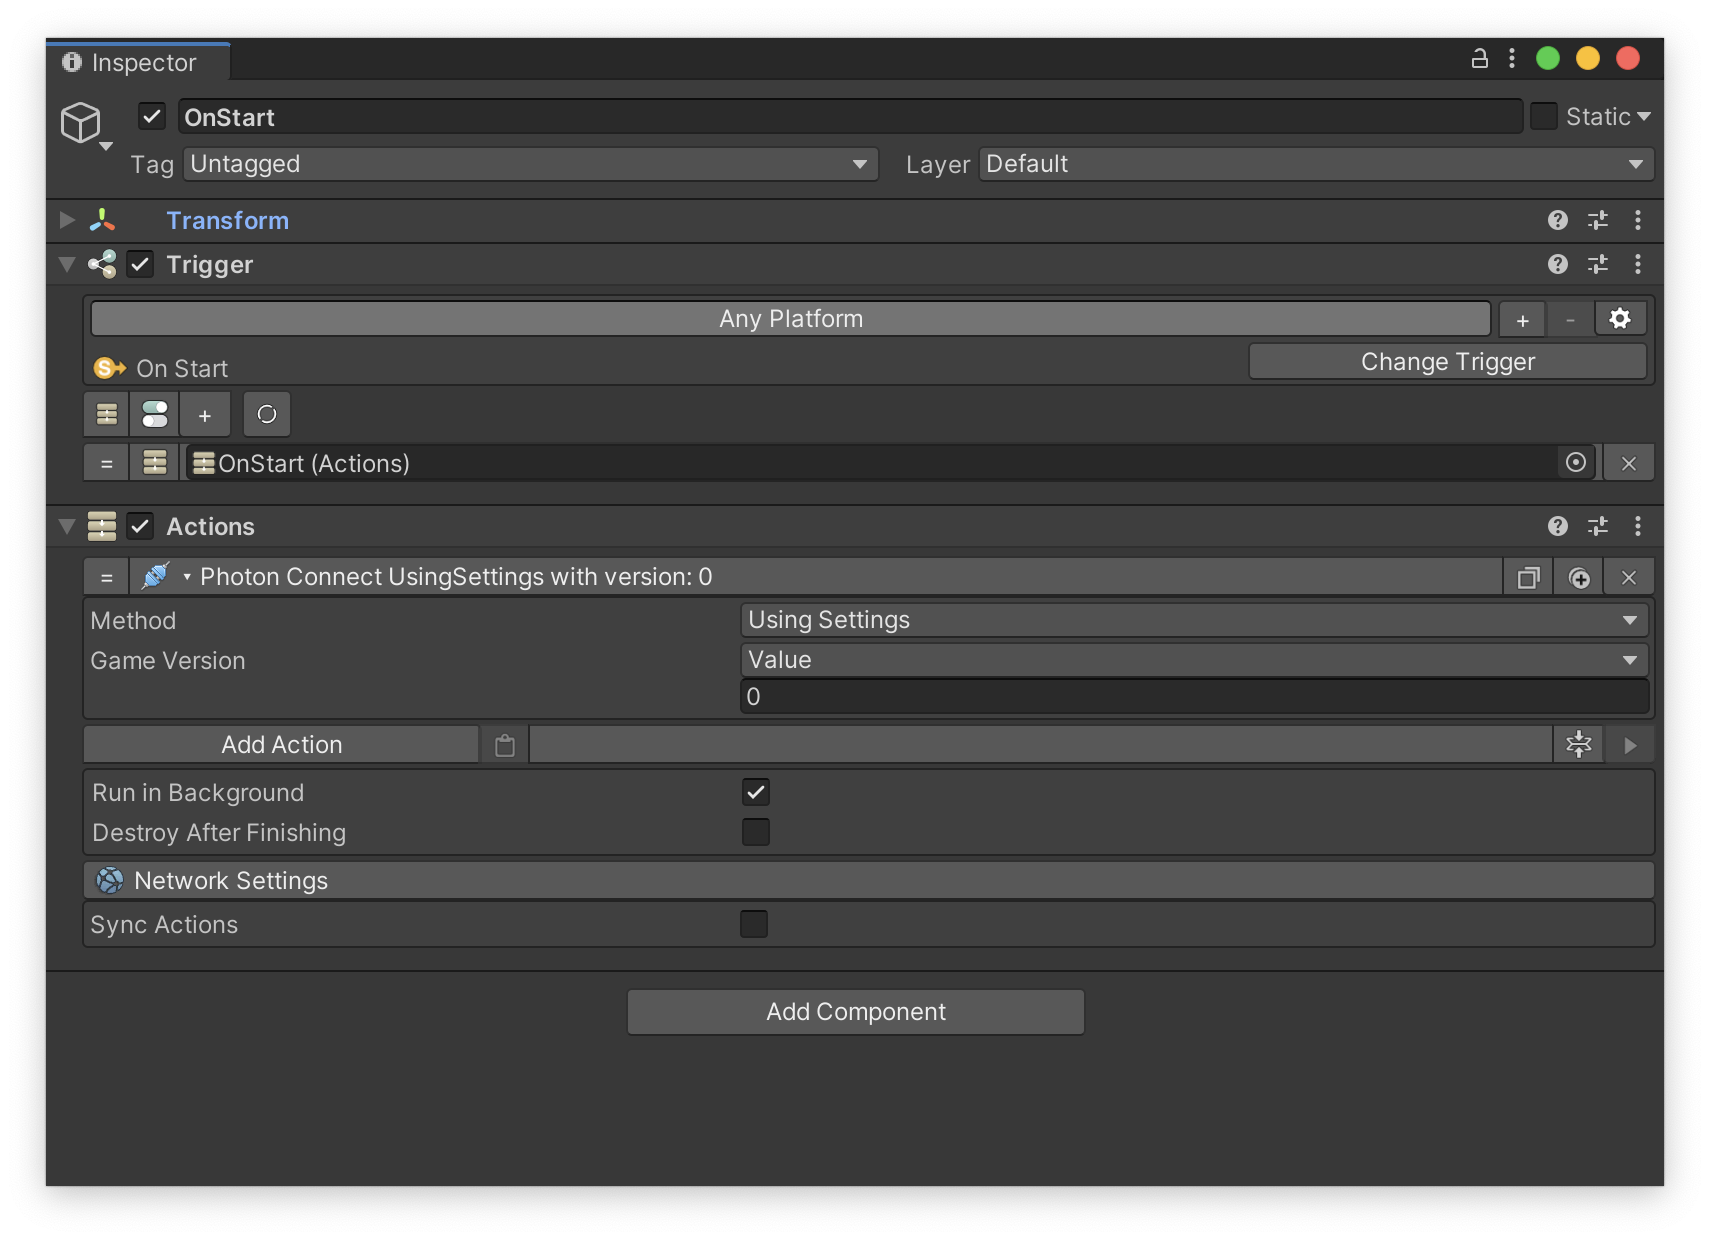 Inspector
OnStart
Static
Tag Untagged Layer Default
Transform
Trigger
Any Platform + -
S On Start Change Trigger
+
= OnStart (Actions)
Actions
= Photon Connect UsingSettings with version: 0
Method Using Settings
Game Version Value
0
Add Action
Run in Background
Destroy After Finishing
Network Settings
Sync Actions
Add Component